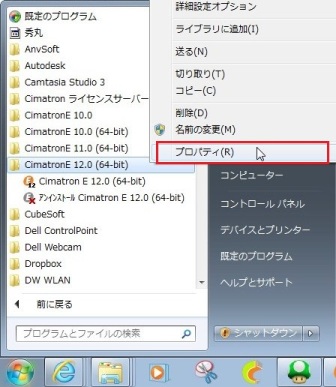 既定のプログラム
秀丸
AnvSoft
Autodesk
Camtasia Studio 3
Cimatron ライセンスサーバー
CimatronE 10.0
CimatronE 10.0 (64-bit)
CimatronE 11.0 (64-bit)
CimatronE 12.0 (64-bit)
Cimatron E 12.0 (64-bit)
アンインストール Cimatron E 12.0 (64-bit)
CubeSoft
Dell ControlPoint
Dell Webcam
Dropbox
DW WLAN
前に戻る
プログラムとファイルの検索
詳細設定オプション
ライブラリに追加(I)
送る(N)
切り取り(T)
コピー(C)
削除(D)
名前の変更(M)
プロパティ(R)
コンピューター
コントロール パネル
デバイスとプリンター
既定のプログラム
ヘルプとサポート
シャットダウン